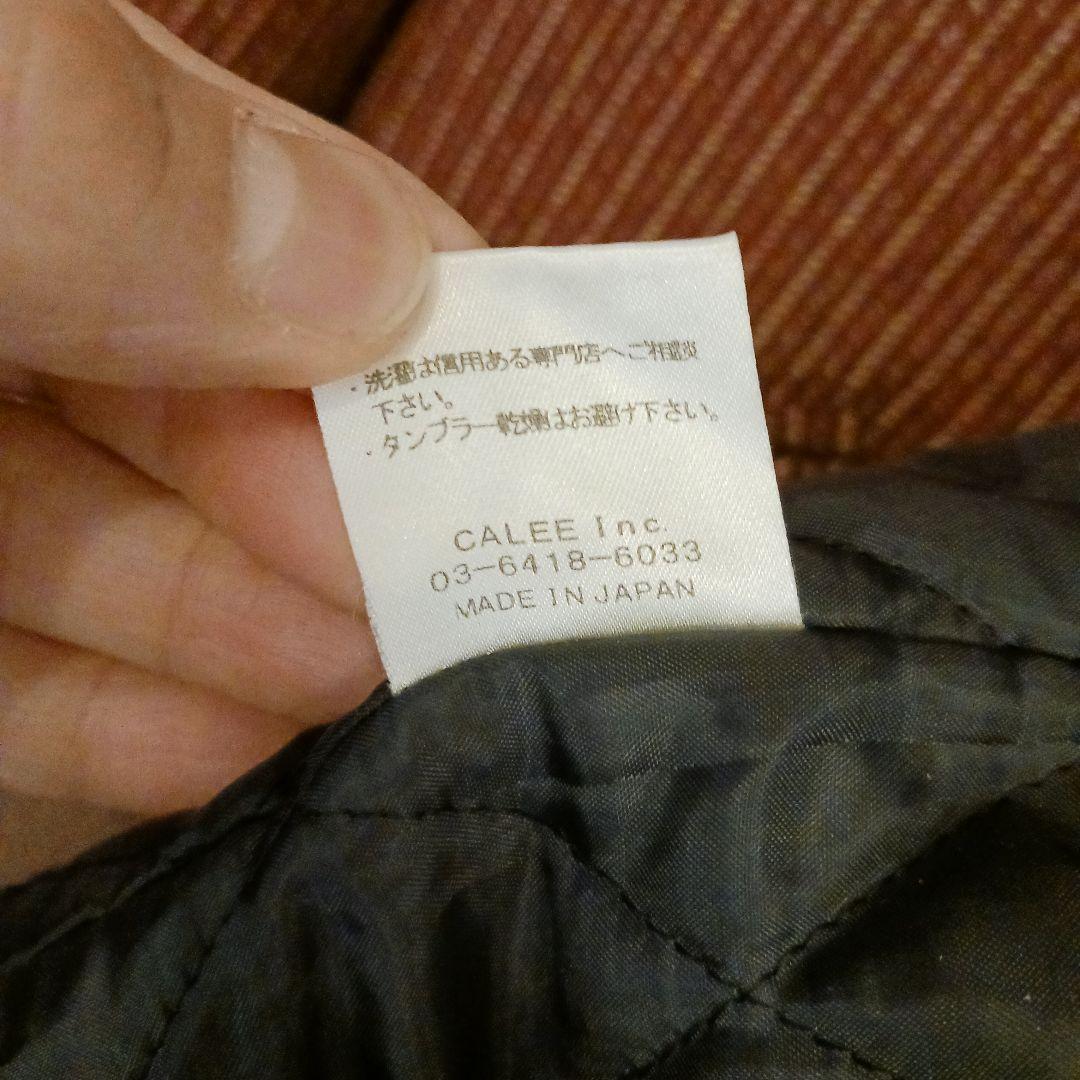 ・洗濯は信用ある専門店へご相談
下さい。
・タンブラー乾燥はお避け下さい。
CALEE Inc.
03-6418-6033
MADE IN JAPAN